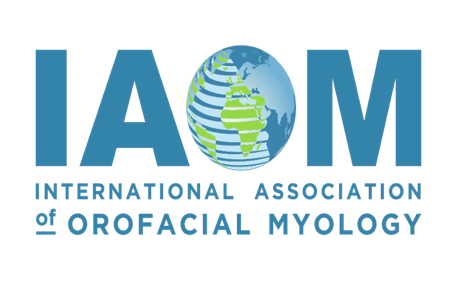 IAOM
INTERNATIONAL ASSOCIATION
of OROFACIAL MYOLOGY